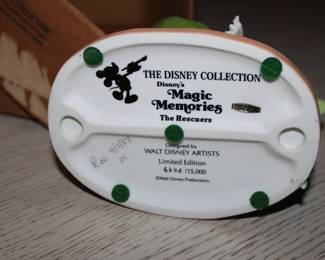 THE DISNEY COLLECTION
Disney's
Magic
Memories
The Rescuers
Designed by
WALT DISNEY ARTISTS
Limited Edition
/15,000
©Walt Disney Productions